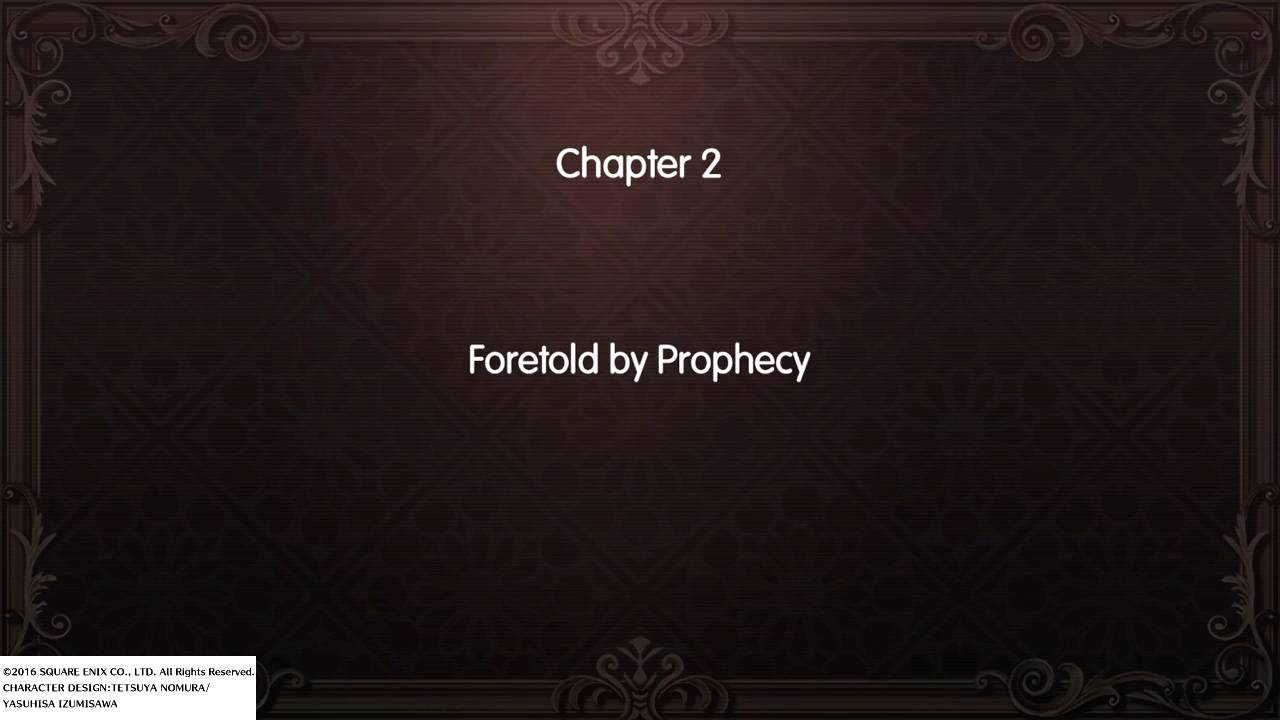 Chapter 2
Foretold by Prophecy
©2016 SQUARE ENIX CO., LTD. All Rights Reserved.
CHARACTER DESIGN:TETSUYA NOMURA/
YASUHISA IZUMISAWA